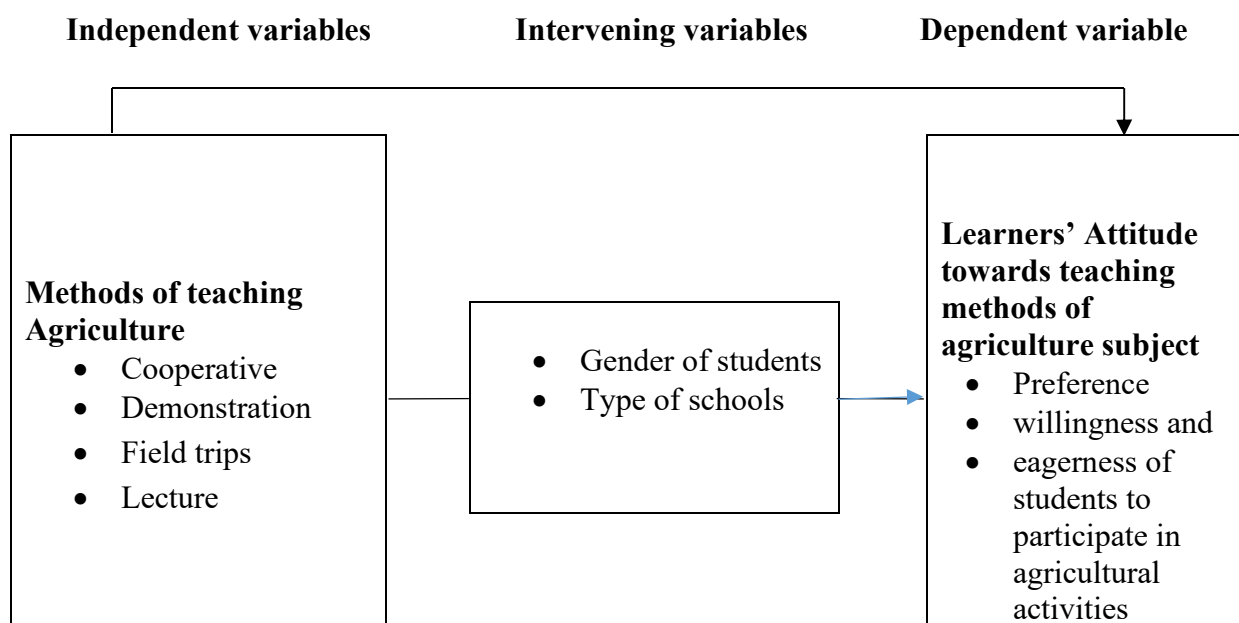 Independent variables
Intervening variables
Dependent variable
Methods of teaching
Agriculture
• Cooperative
• Demonstration
• Field trips
• Lecture
• Gender of students
• Type of schools
Learners’ Attitude
towards teaching
methods of
agriculture subject
• Preference
• willingness and
• eagerness of
students to
participate in
agricultural
activities